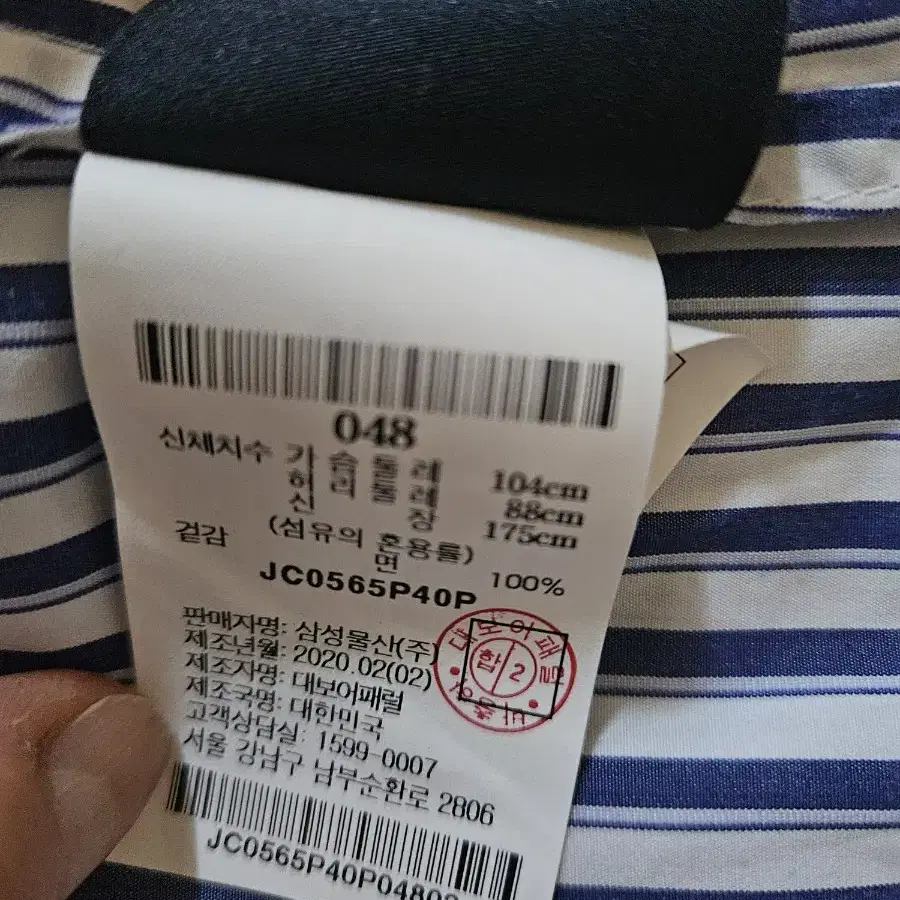 048
신체치수 가슴둘레 104cm
허리둘레 88cm
신장 175cm
겉감 (섬유의 혼용률)
면 100%
JC0565P40P
판매자명: 삼성물산(주)
제조년월: 2020.02(02)
제조자명: 대보어패럴
제조국명: 대한민국
고객상담실: 1599-0007
서울 강남구 남부순환로 2806
대보어패럴
합 2
JC0565P40P0480